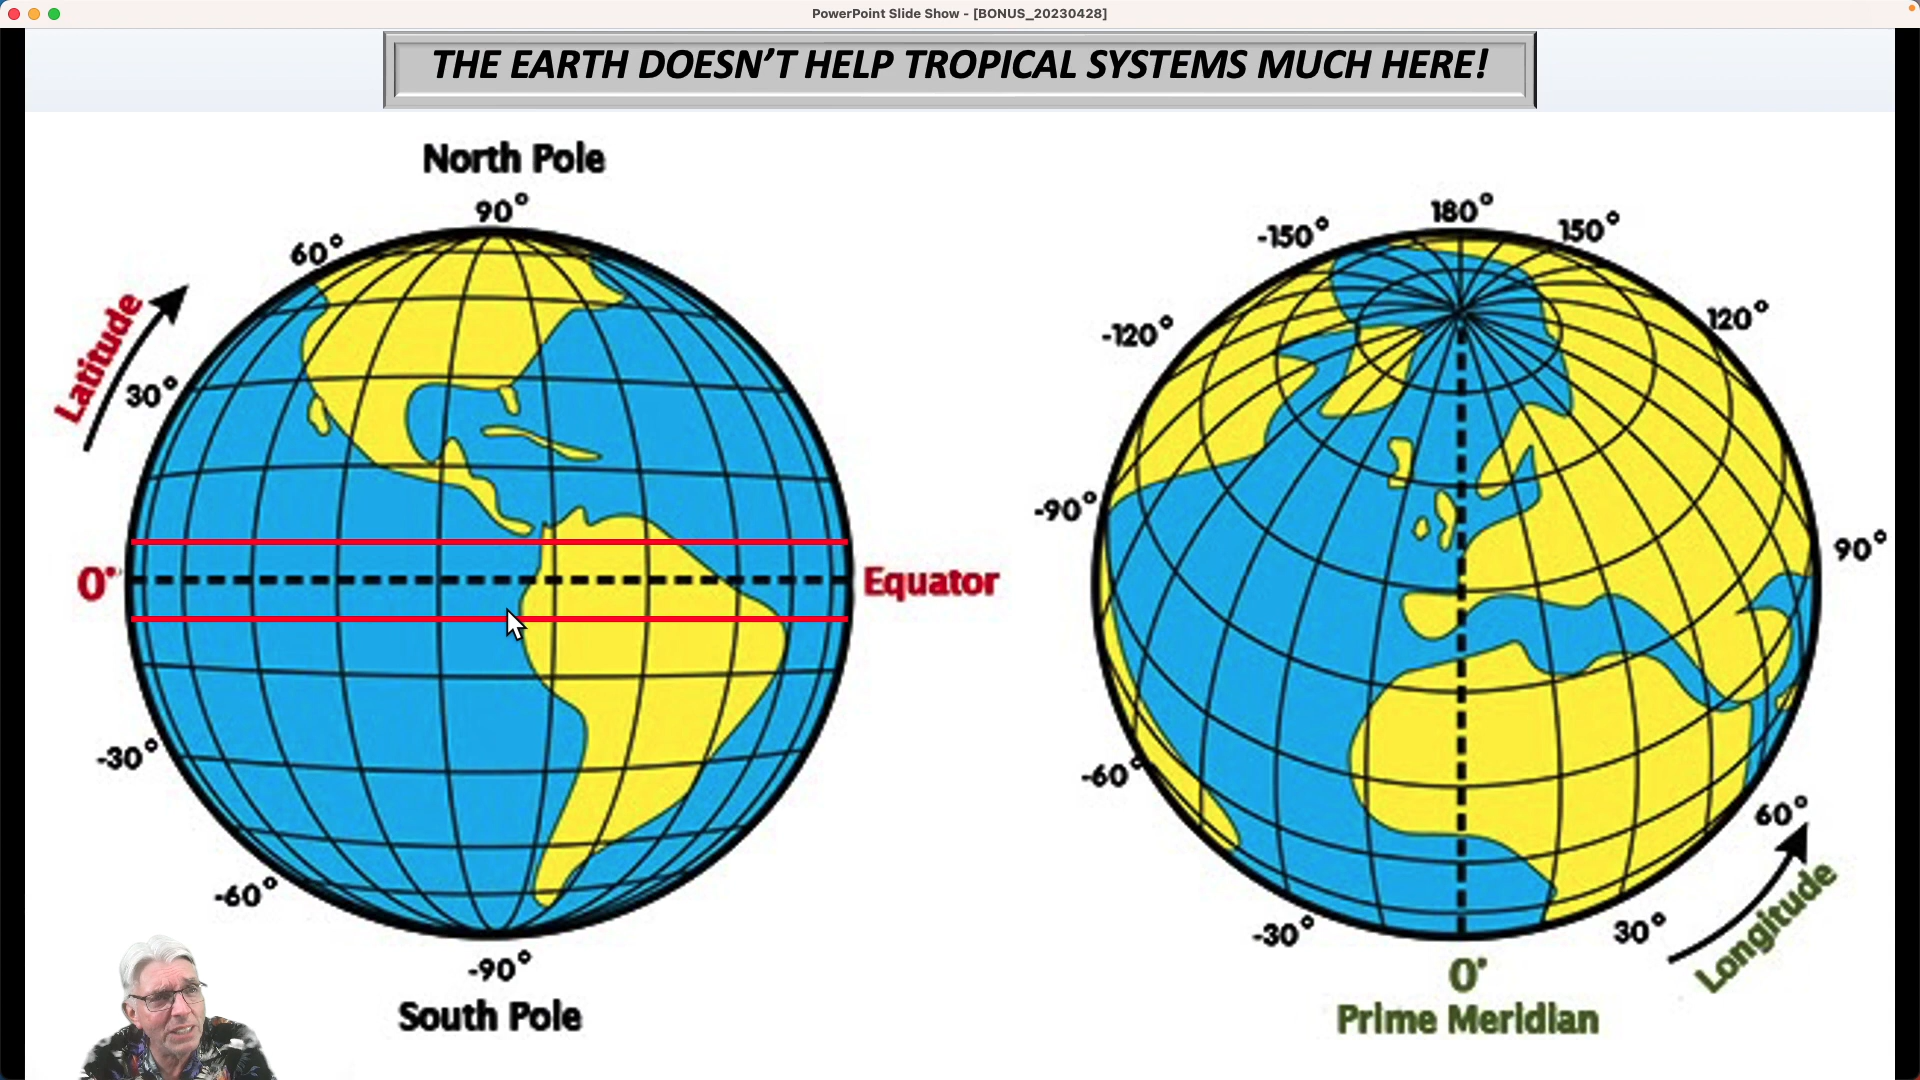 PowerPoint Slide Show - [BONUS_20230428]
THE EARTH DOESN’T HELP TROPICAL SYSTEMS MUCH HERE!
North Pole
90°
60°
Latitude
30°
0°
Equator
-30°
-60°
-90°
South Pole
180°
-150°
150°
-120°
120°
-90°
90°
-60°
60°
-30°
30°
Longitude
0°
Prime Meridian